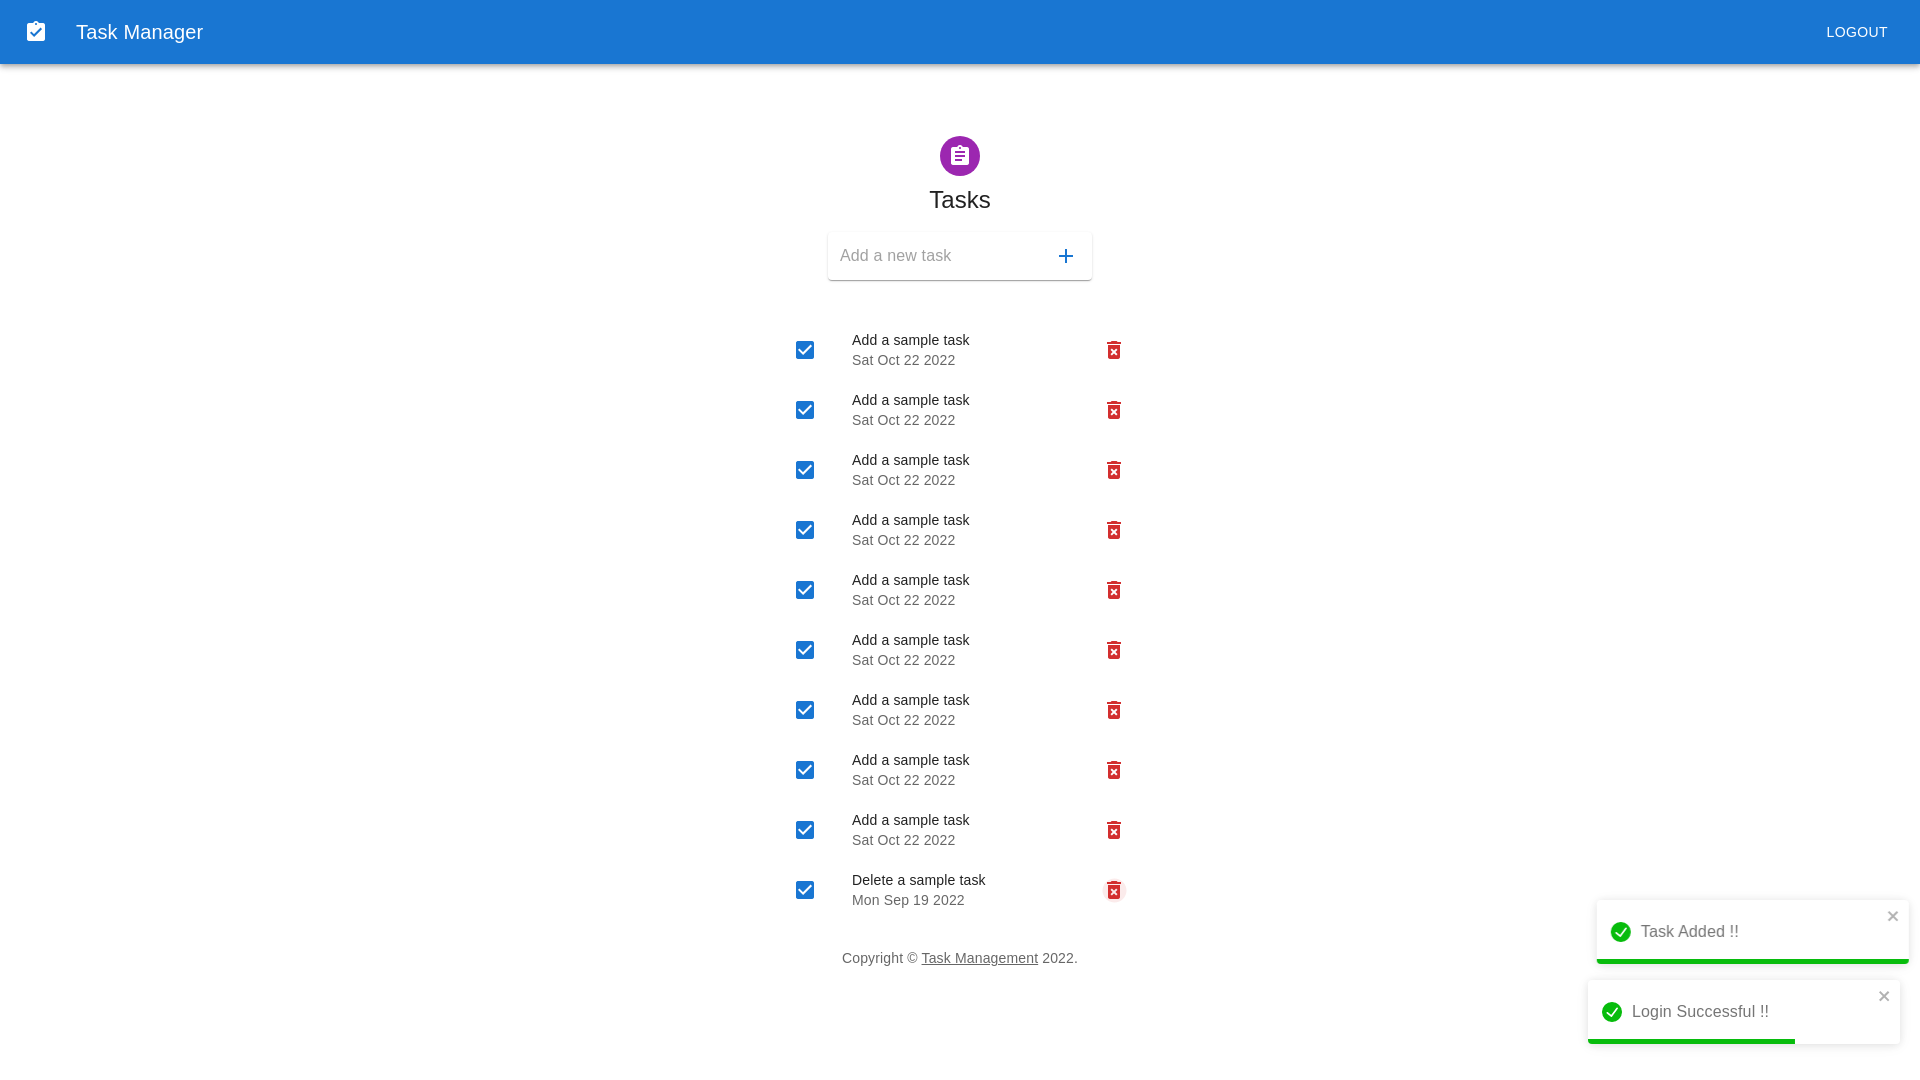 Task Manager
LOGOUT
Tasks
Add a new task
Add a sample task
Sat Oct 22 2022
Add a sample task
Sat Oct 22 2022
Add a sample task
Sat Oct 22 2022
Add a sample task
Sat Oct 22 2022
Add a sample task
Sat Oct 22 2022
Add a sample task
Sat Oct 22 2022
Add a sample task
Sat Oct 22 2022
Add a sample task
Sat Oct 22 2022
Add a sample task
Sat Oct 22 2022
Delete a sample task
Mon Sep 19 2022
Copyright © Task Management 2022.
Task Added !!
Login Successful !!